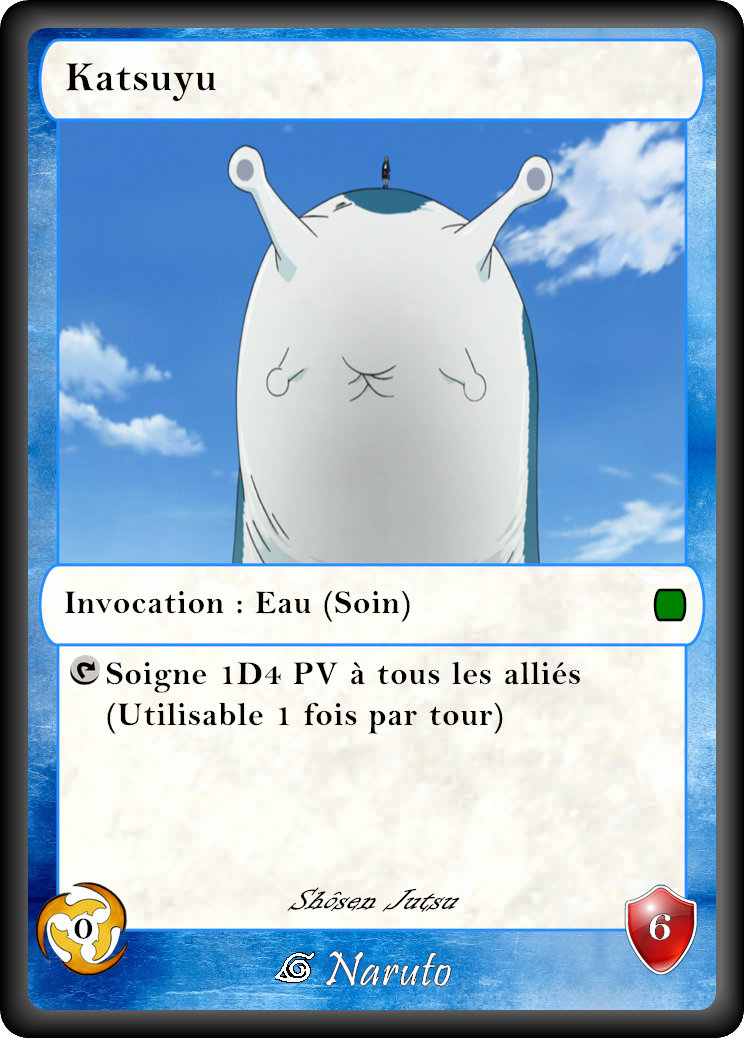 Katsuyu
Invocation : Eau (Soin)
Soigne 1D4 PV à tous les alliés
(Utilisable 1 fois par tour)
Shôsen Jutsu
0
6
Naruto